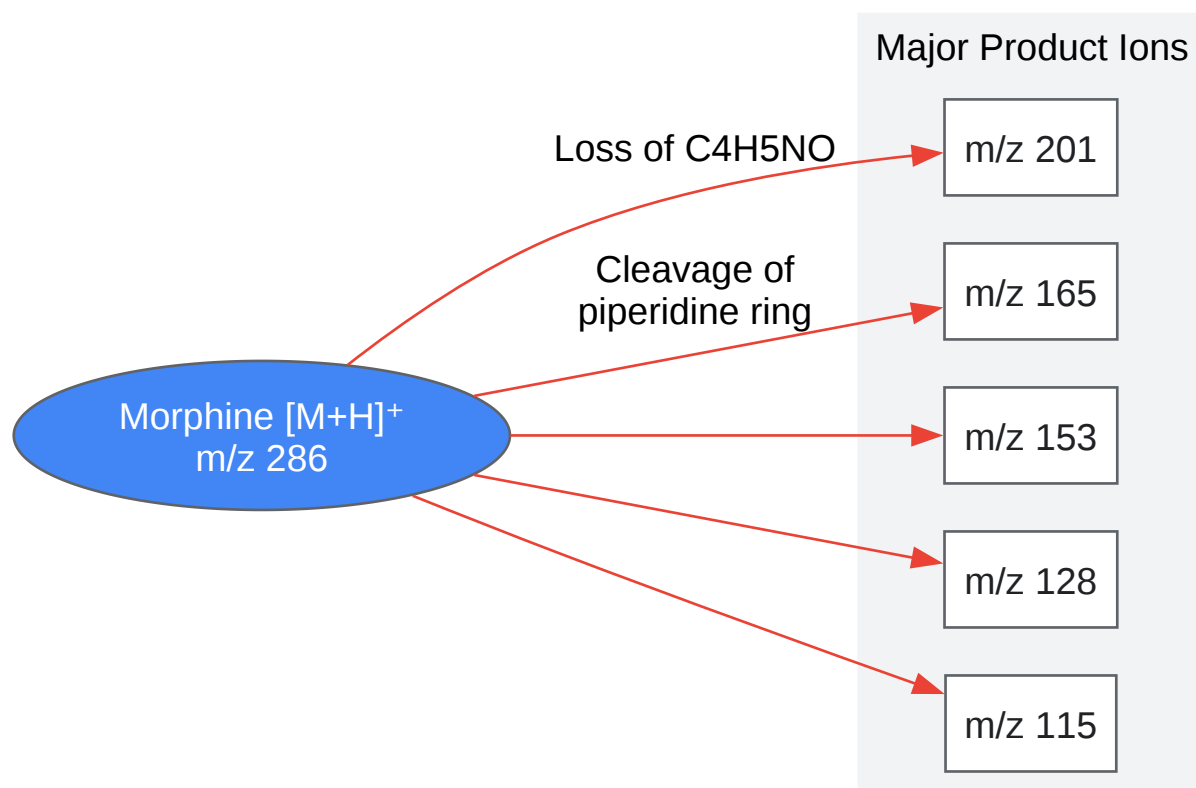 Major Product Ions
Loss of C4H5NO
m/z 201
Cleavage of
piperidine ring
m/z 165
Morphine [M+H]⁺
m/z 286
m/z 153
m/z 128
m/z 115